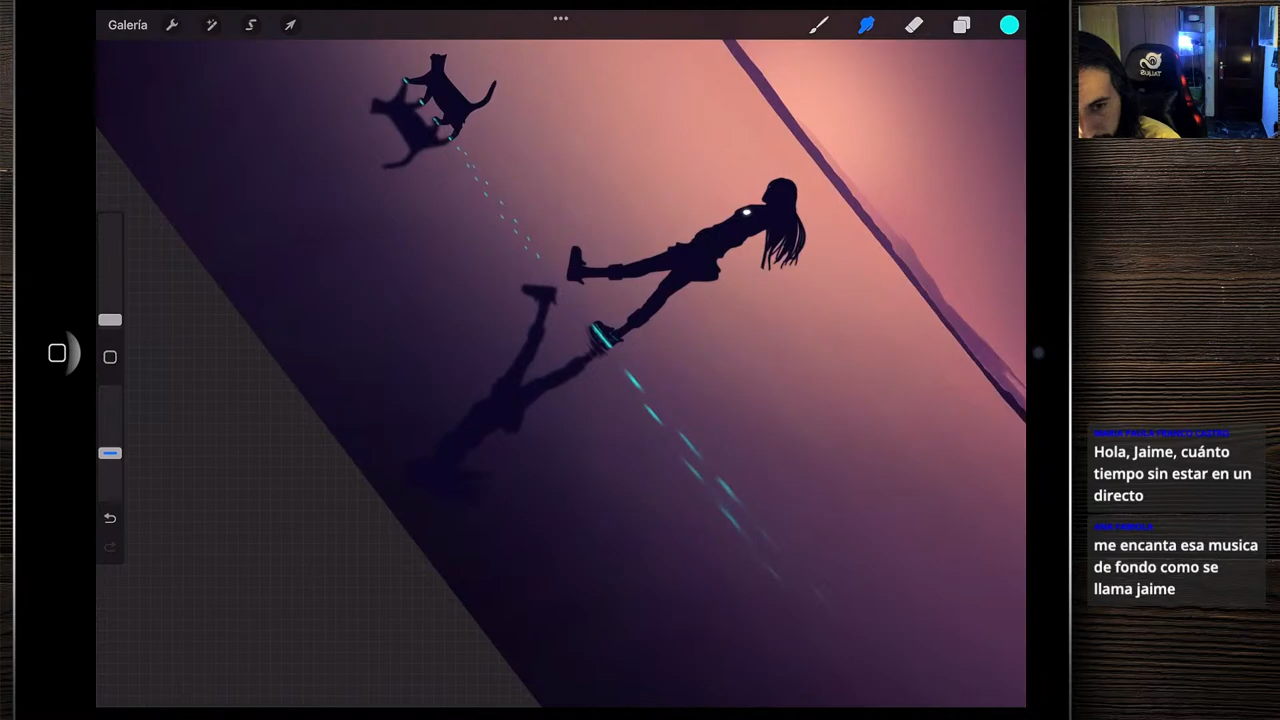 Galería
Hola, Jaime, cuánto
tiempo sin estar en un
directo
me encanta esa musica
de fondo como se
llama jaime